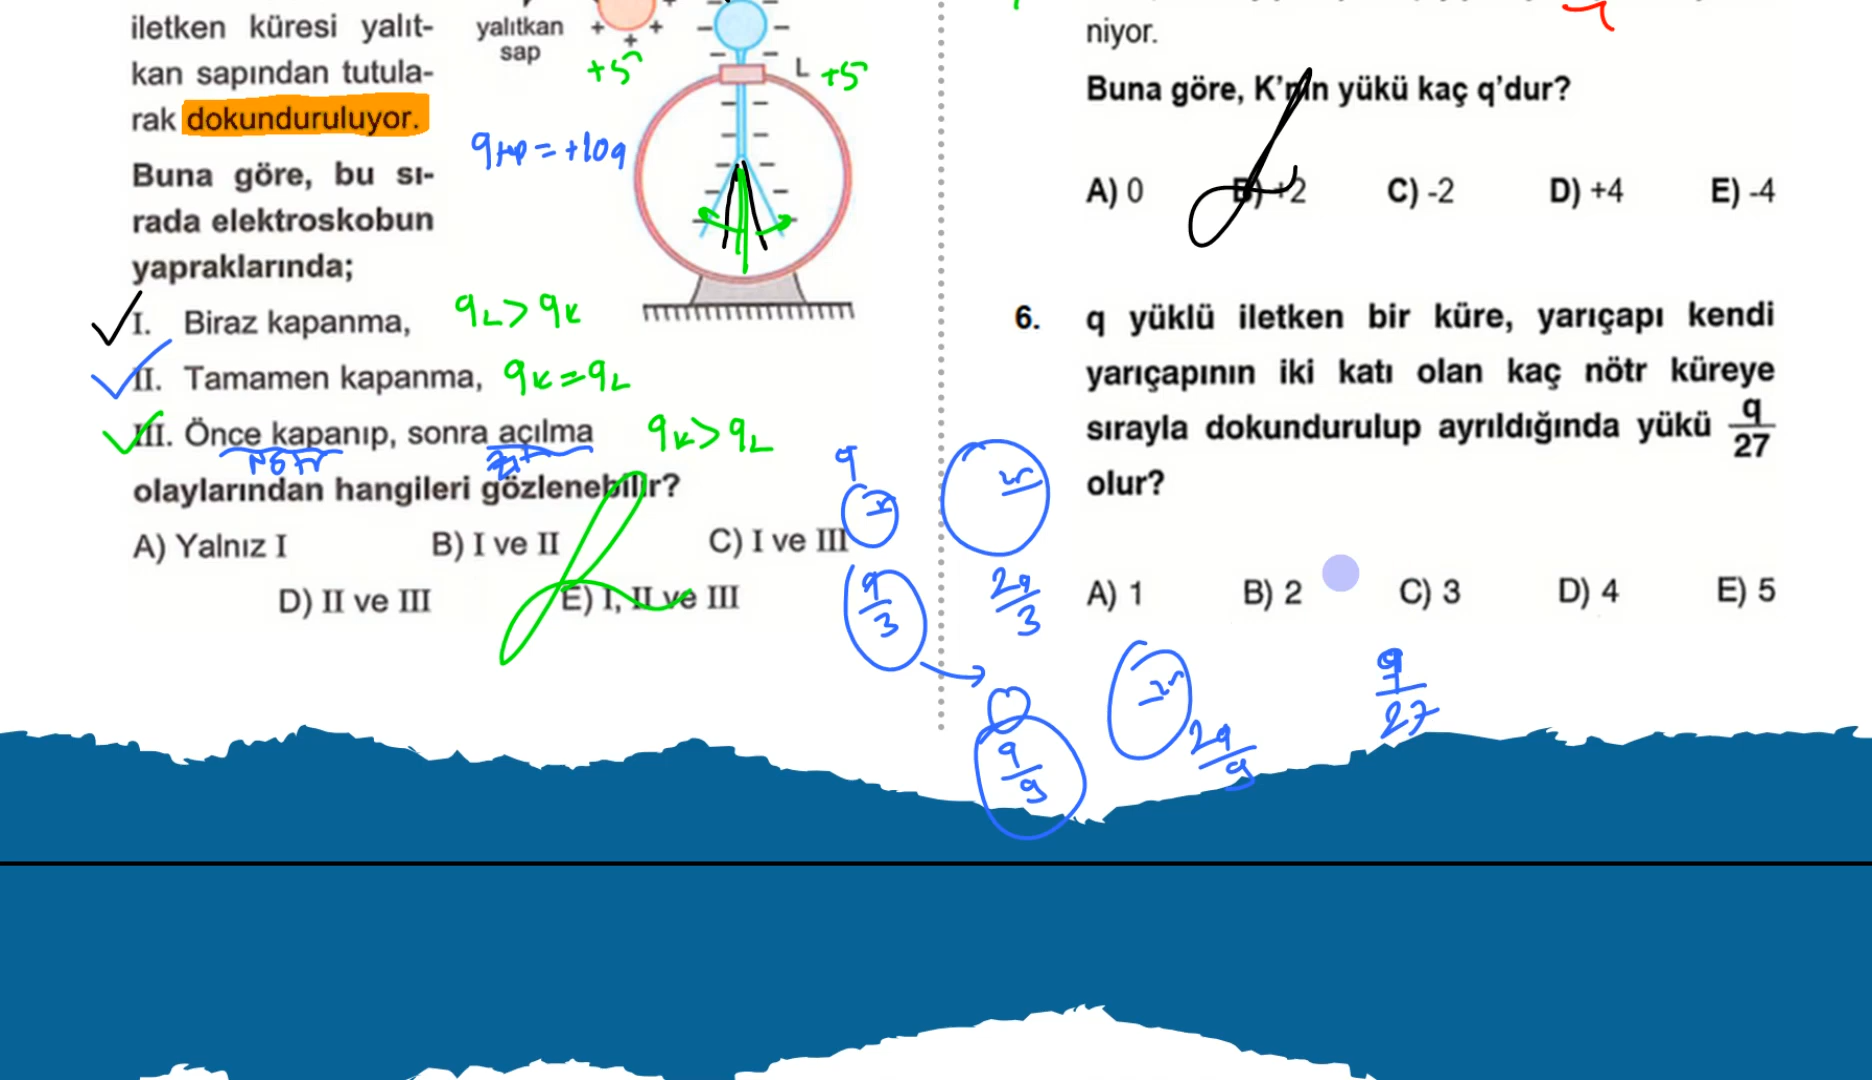 iletken küresi yalıt-
kan sapından tutula-
rak dokunduruluyor.
yalıtkan
sap
+5
L
+5
Buna göre, bu sı-
rada elektroskobun
yapraklarında;
I. Biraz kapanma,
qL > qK
II. Tamamen kapanma,
qK = qL
III. Önce kapanıp, sonra açılma
qK > qL
Nötr
olaylarından hangileri gözlenebilir?
A) Yalnız I
B) I ve II
C) I ve III
D) II ve III
E) I, II ve III
niyor.
Buna göre, K'nin yükü kaç q'dur?
A) 0
B) +2
C) -2
D) +4
E) -4
6. q yüklü iletken bir küre, yarıçapı kendi
yarıçapının iki katı olan kaç nötr küreye
sırayla dokundurulup ayrıldığında yükü q/27
olur?
A) 1
B) 2
C) 3
D) 4
E) 5
q
r
2r
q/3
2q/3
2r
q/9
2q/9
q/27